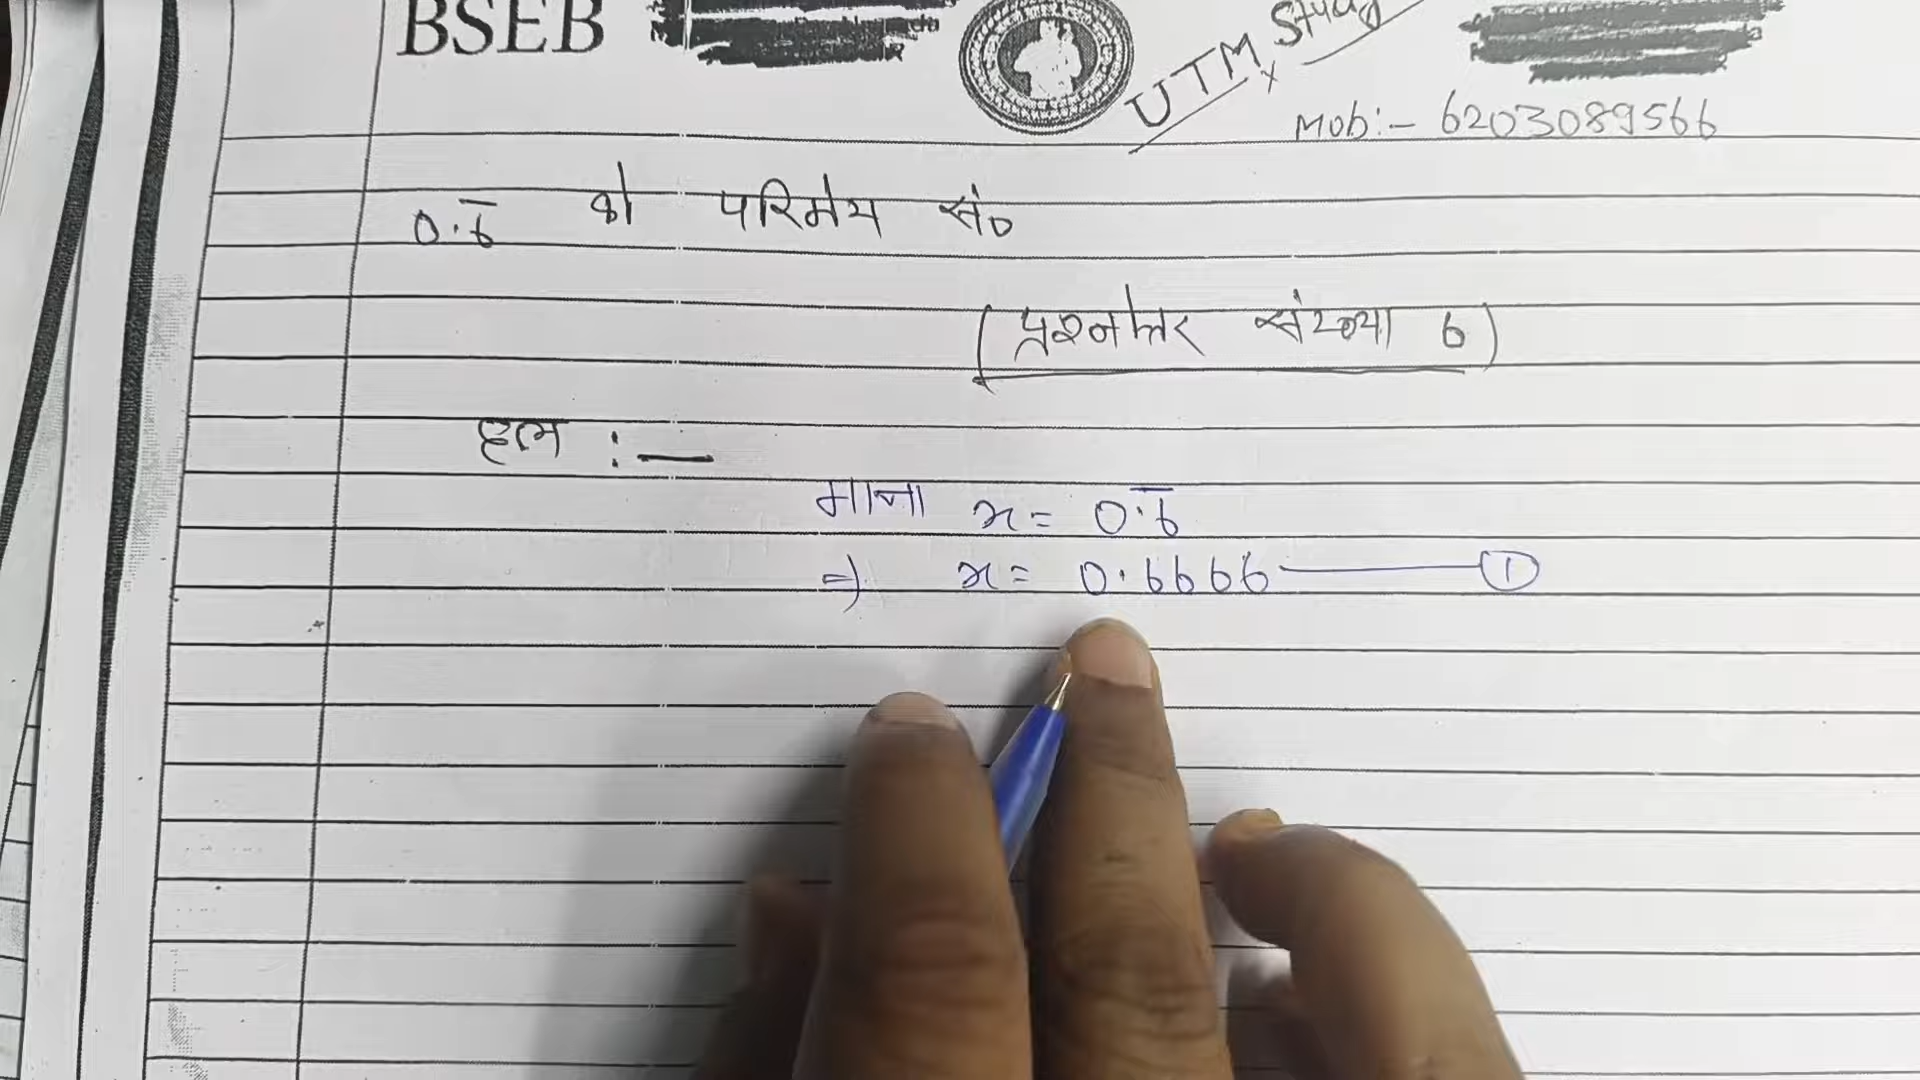 BSEB
UTM Study
Mob:- 6203089566
0.6̅ को परिमेय सं०
(प्रश्नोत्तर संख्या 6)
हल :—
माना x = 0.6̅
⇒ x = 0.6666 ——— ①